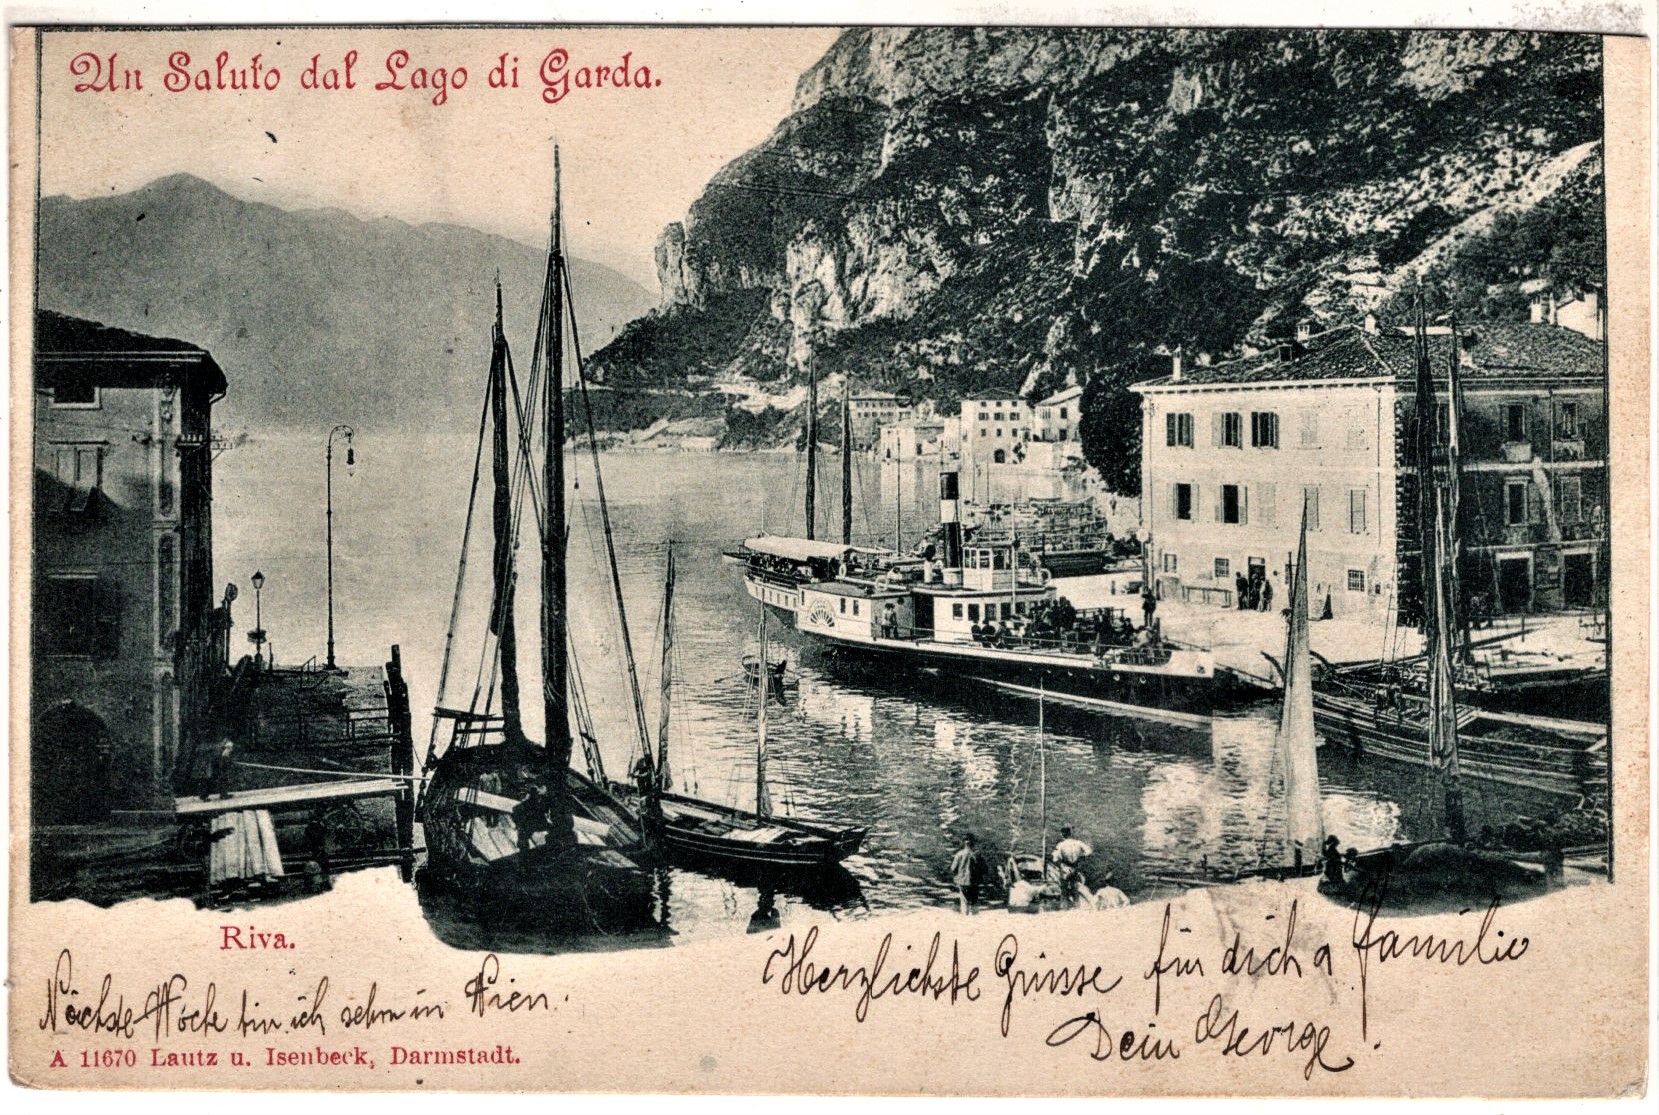 Un Saluto dal Lago di Garda.
Riva.
Herzlichste Grüsse für dich a Familie
Dein George.
Nächste Woche bin ich schon in Wien.
A 11670 Lautz u. Isenbeck, Darmstadt.